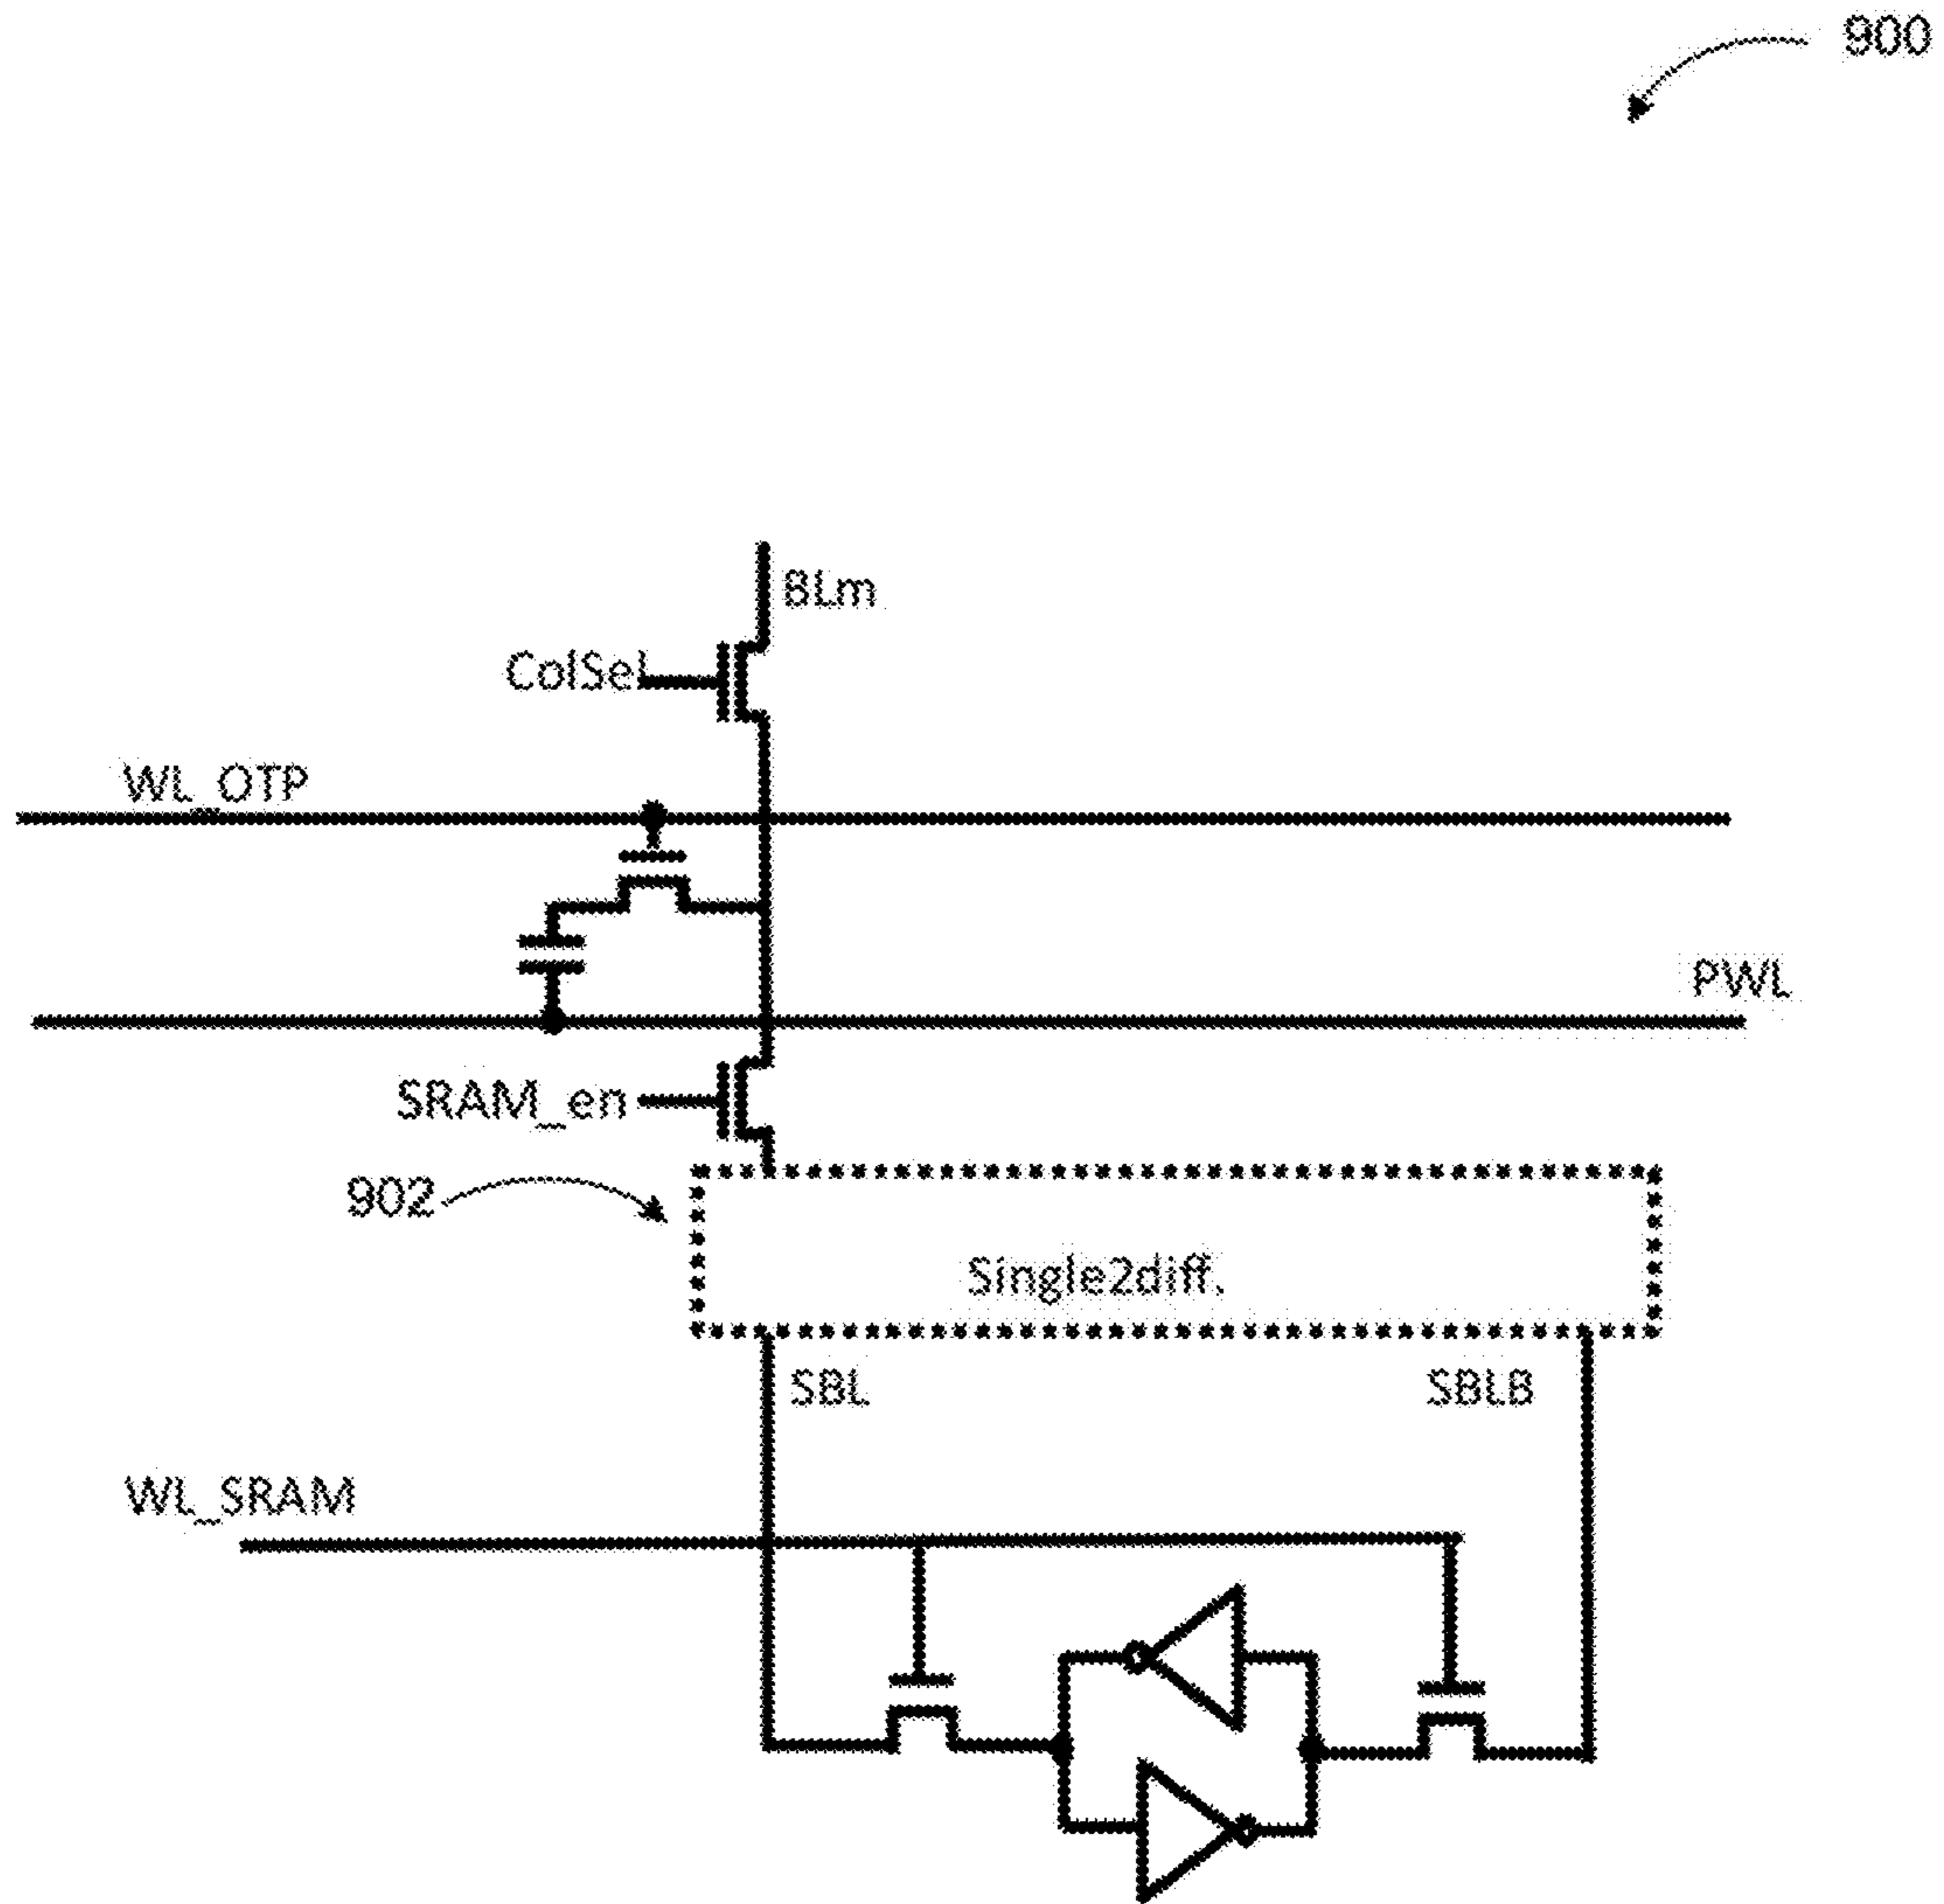 900
BLm
ColSel
WL_OTP
PWL
SRAM_en
902
Single2diff.
SBL
SBLB
WL_SRAM